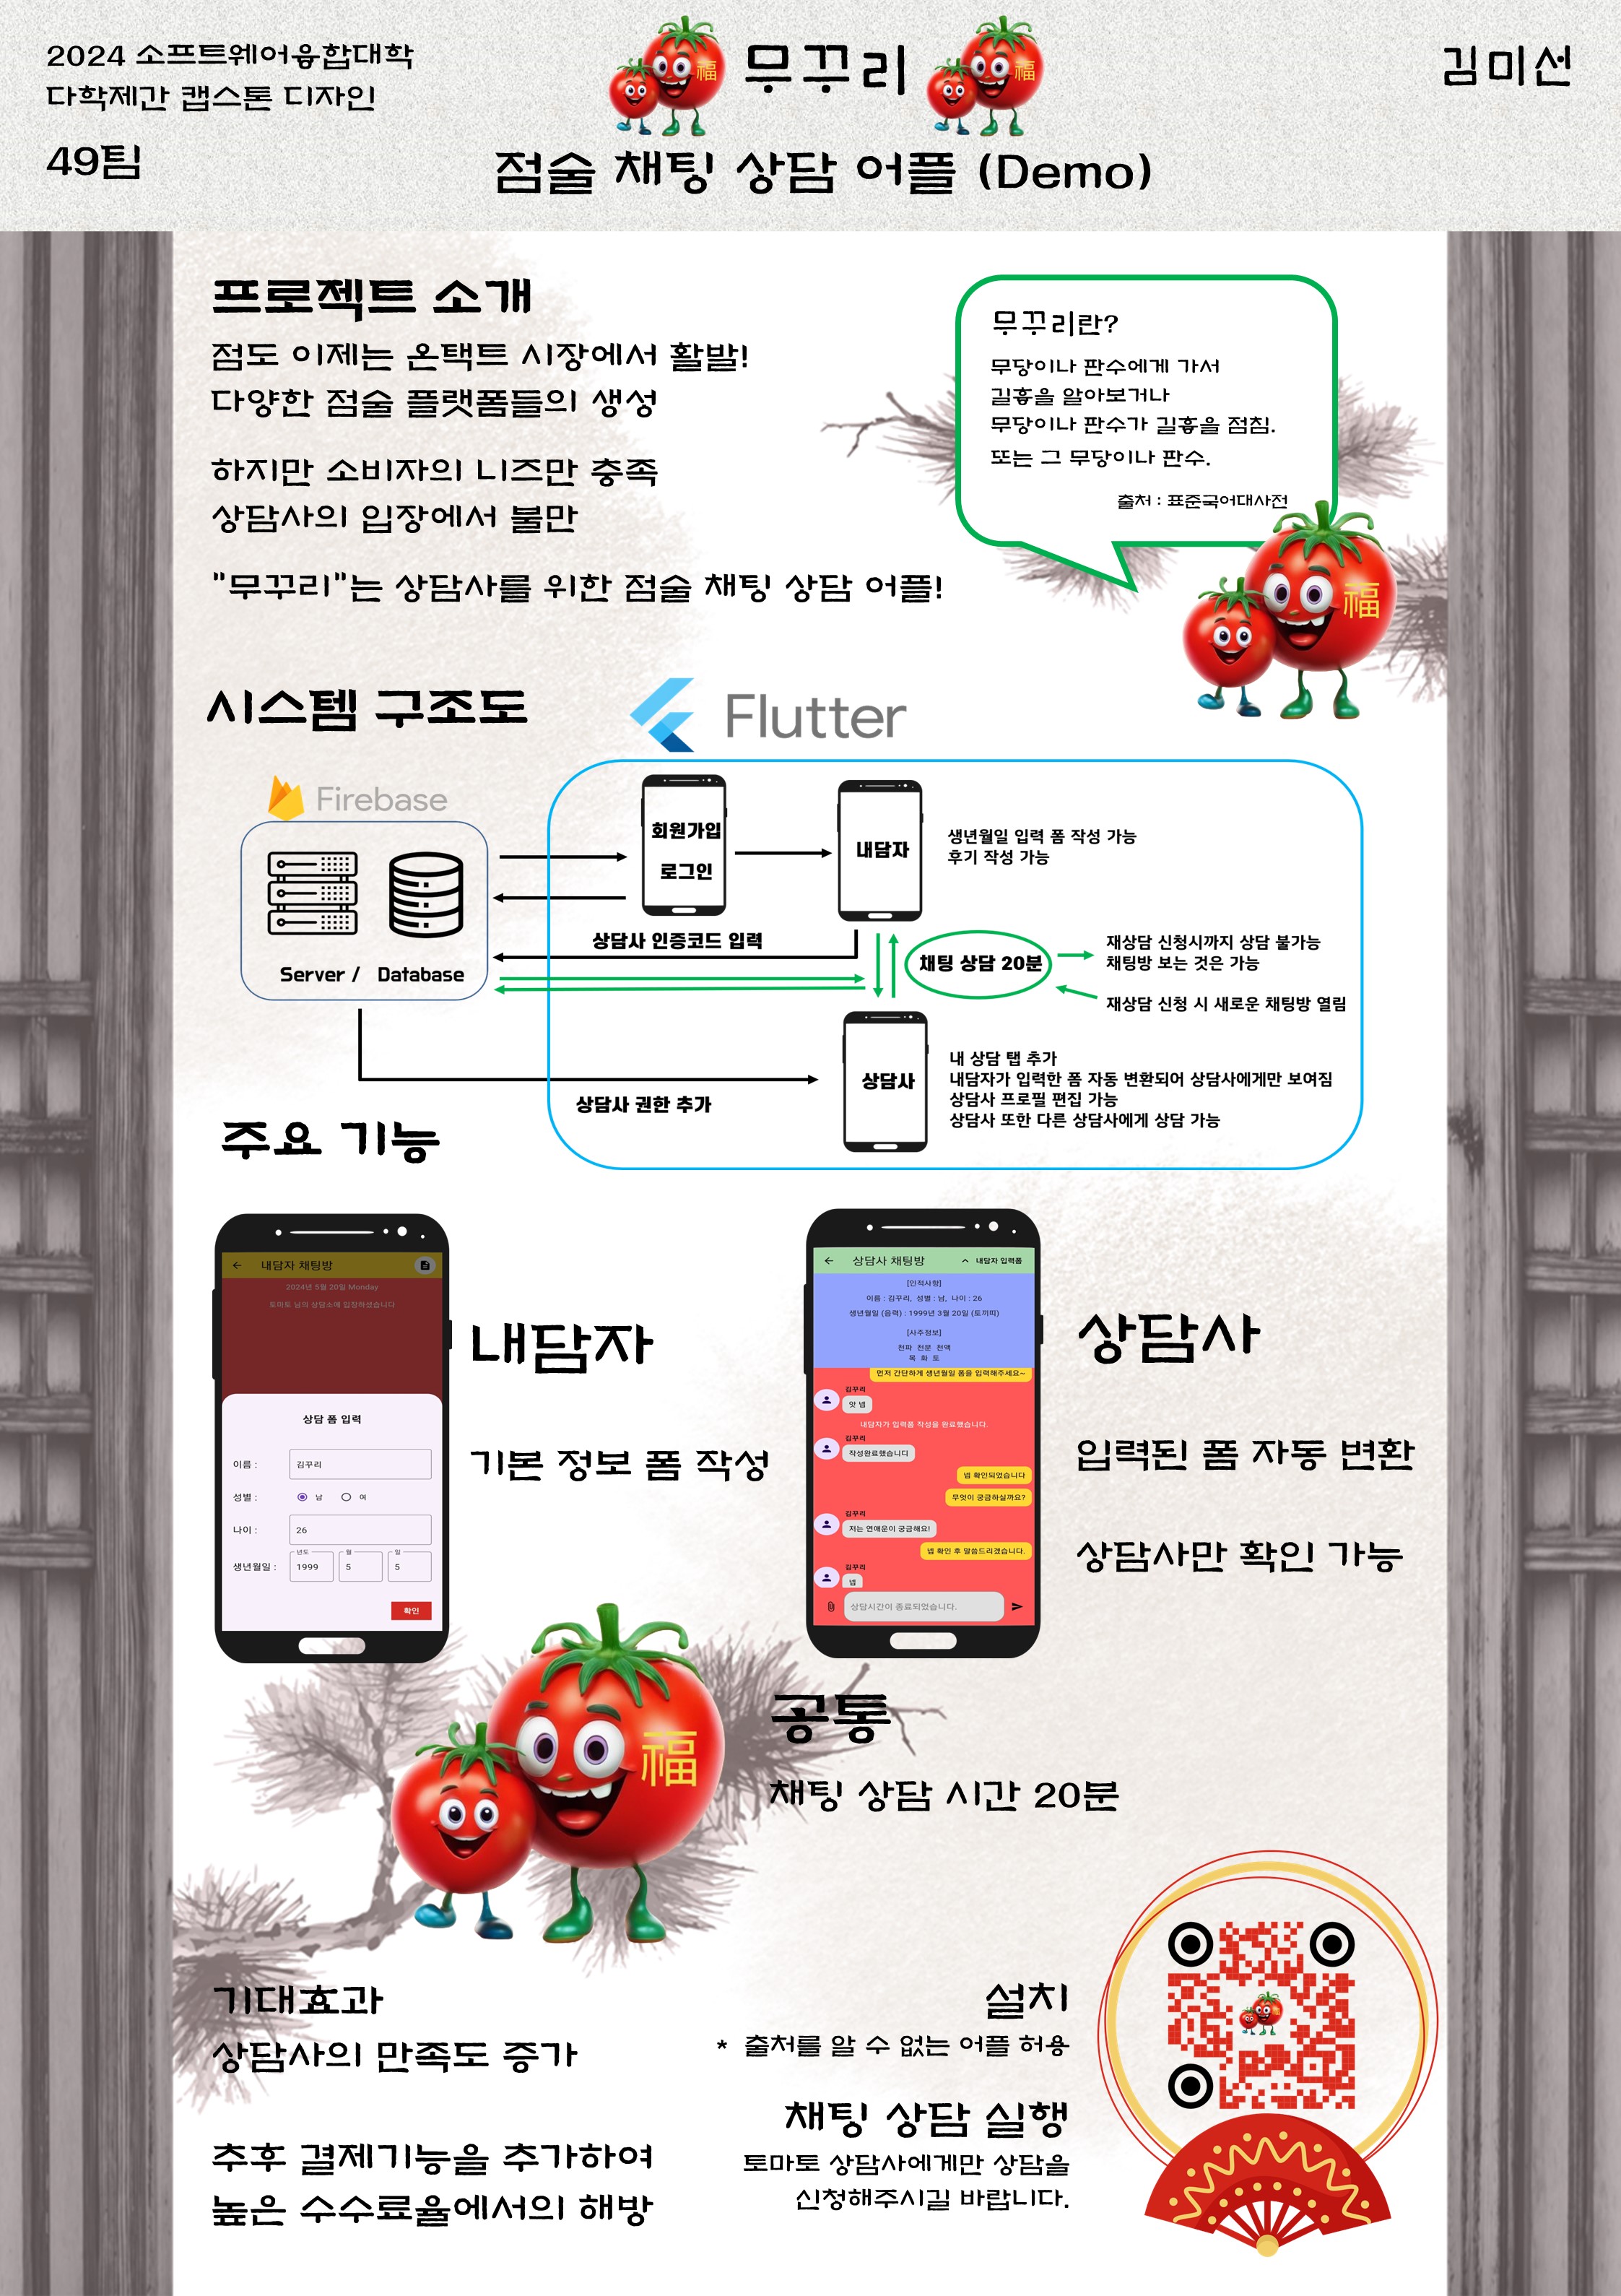 2024 소프트웨어융합대학
다학제간 캡스톤 디자인
49팀
福
무꾸리
福
점술 채팅 상담 어플 (Demo)
김미선
프로젝트 소개
점도 이제는 온택트 시장에서 활발!
다양한 점술 플랫폼들의 생성
하지만 소비자의 니즈만 충족
상담사의 입장에서 불만
"무꾸리"는 상담사를 위한 점술 채팅 상담 어플!
무꾸리란?
무당이나 판수에게 가서
길흉을 알아보거나
무당이나 판수가 길흉을 점침.
또는 그 무당이나 판수.
출처 : 표준국어대사전
福
시스템 구조도
Flutter
Firebase
Server / Database
회원가입
로그인
내담자
생년월일 입력 폼 작성 가능
후기 작성 가능
상담사 인증코드 입력
채팅 상담 20분
재상담 신청시까지 상담 불가능
채팅방 보는 것은 가능
재상담 신청 시 새로운 채팅방 열림
상담사
내 상담 탭 추가
내담자가 입력한 폼 자동 변환되어 상담사에게만 보여짐
상담사 프로필 편집 가능
상담사 또한 다른 상담사에게 상담 가능
상담사 권한 추가
주요 기능
내담자 채팅방
2024년 5월 20일 Monday
토마토 님의 상담소에 입장하셨습니다
상담 폼 입력
이름 : 김꾸리
성별 : 남 여
나이 : 26
년도 월 일
생년월일 : 1999 5 5
확인
내담자
기본 정보 폼 작성
상담사 채팅방 내담자 입력폼
[인적사항]
이름 : 김꾸리, 성별 : 남, 나이 : 26
생년월일 (음력) : 1999년 3월 20일 (토끼띠)
[사주정보]
천파 천문 천액
목 화 토
먼저 간단하게 생년월일 폼을 입력해주세요~
김꾸리
앗 넵
내담자가 입력폼 작성을 완료했습니다.
김꾸리
작성완료했습니다
넵 확인되었습니다
무엇이 궁금하실까요?
김꾸리
저는 연애운이 궁금해요!
넵 확인 후 말씀드리겠습니다.
김꾸리
넵
상담시간이 종료되었습니다.
상담사
입력된 폼 자동 변환
상담사만 확인 가능
福
공통
채팅 상담 시간 20분
기대효과
상담사의 만족도 증가
추후 결제기능을 추가하여
높은 수수료율에서의 해방
설치
* 출처를 알 수 없는 어플 허용
채팅 상담 실행
토마토 상담사에게만 상담을
신청해주시길 바랍니다.